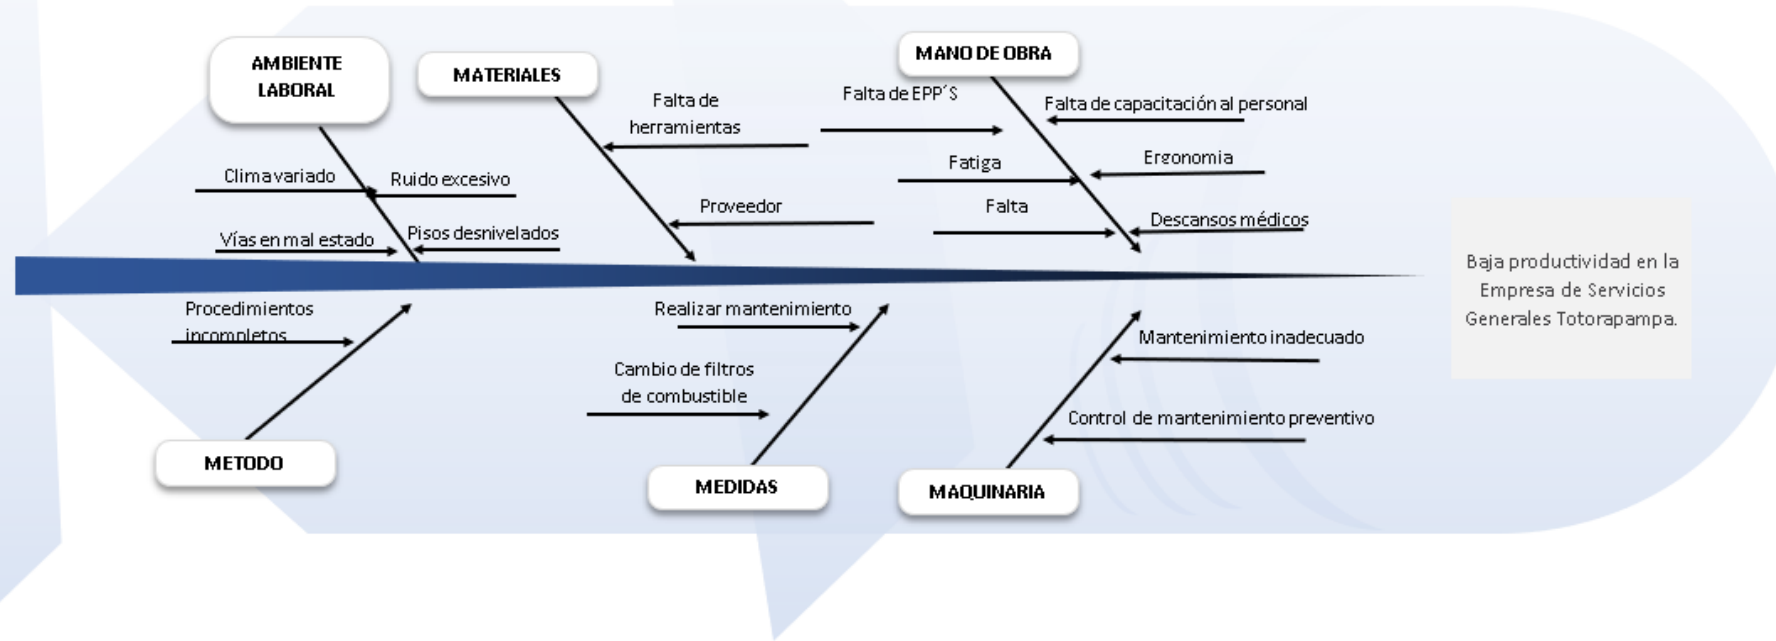 AMBIENTE
LABORAL
MATERIALES
MANO DE OBRA
Clima variado
Ruido excesivo
Vías en mal estado
Pisos desnivelados
Falta de
herramientas
Proveedor
Falta de EPP´S
Fatiga
Falta
Falta de capacitación al personal
Ergonomia
Descansos médicos
Baja productividad en la
Empresa de Servicios
Generales Totorapampa.
Procedimientos
incompletos
Realizar mantenimiento
Cambio de filtros
de combustible
Mantenimiento inadecuado
Control de mantenimiento preventivo
METODO
MEDIDAS
MAQUINARIA